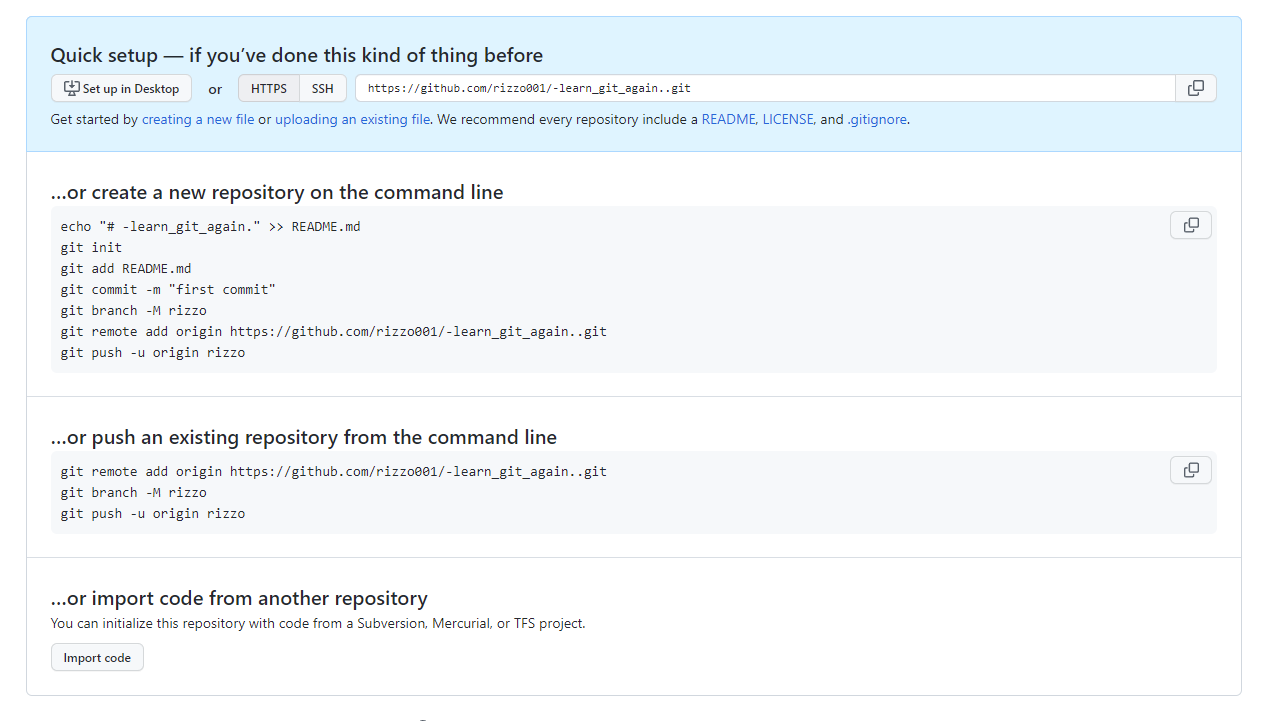 Quick setup — if you’ve done this kind of thing before
Set up in Desktop or HTTPS SSH https://github.com/rizzo001/-learn_git_again..git
Get started by creating a new file or uploading an existing file. We recommend every repository include a README, LICENSE, and .gitignore.
…or create a new repository on the command line
echo "# -learn_git_again." >> README.md
git init
git add README.md
git commit -m "first commit"
git branch -M rizzo
git remote add origin https://github.com/rizzo001/-learn_git_again..git
git push -u origin rizzo
…or push an existing repository from the command line
git remote add origin https://github.com/rizzo001/-learn_git_again..git
git branch -M rizzo
git push -u origin rizzo
…or import code from another repository
You can initialize this repository with code from a Subversion, Mercurial, or TFS project.
Import code